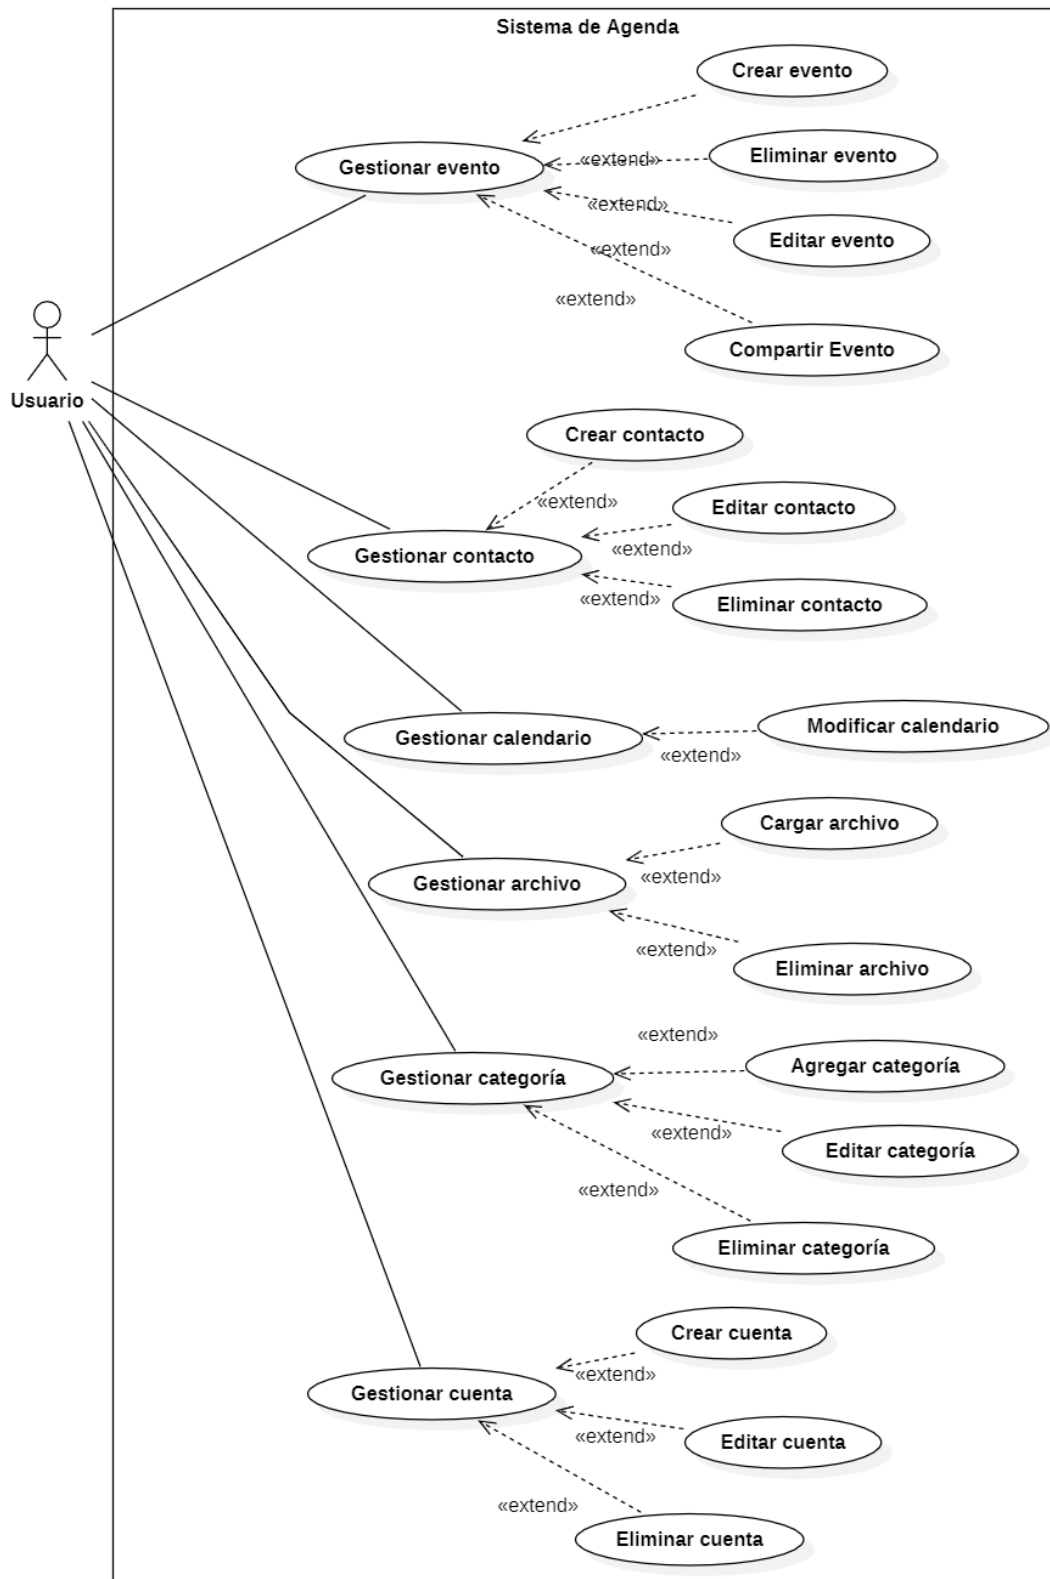 Sistema de Agenda
Crear evento
Gestionar evento
«extend»
Eliminar evento
«extend»
Editar evento
«extend»
«extend»
Compartir Evento
Usuario
Crear contacto
«extend»
Editar contacto
Gestionar contacto
«extend»
«extend»
Eliminar contacto
Gestionar calendario
Modificar calendario
«extend»
Cargar archivo
Gestionar archivo
«extend»
«extend»
Eliminar archivo
«extend»
Gestionar categoría
Agregar categoría
«extend»
Editar categoría
«extend»
Eliminar categoría
Crear cuenta
«extend»
Gestionar cuenta
«extend»
Editar cuenta
«extend»
Eliminar cuenta